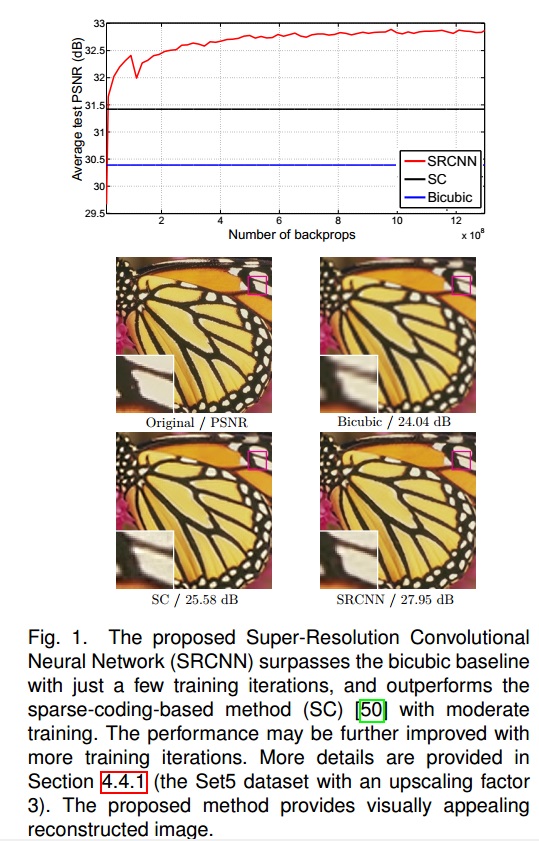 33
32.5
32
31.5
31
30.5
30
29.5
Average test PSNR (dB)
SRCNN
SC
Bicubic
2 4 6 8 10 12
Number of backprops
x 10⁸
Original / PSNR
Bicubic / 24.04 dB
SC / 25.58 dB
SRCNN / 27.95 dB
Fig. 1. The proposed Super-Resolution Convolutional
Neural Network (SRCNN) surpasses the bicubic baseline
with just a few training iterations, and outperforms the
sparse-coding-based method (SC) [50] with moderate
training. The performance may be further improved with
more training iterations. More details are provided in
Section 4.4.1 (the Set5 dataset with an upscaling factor
3). The proposed method provides visually appealing
reconstructed image.